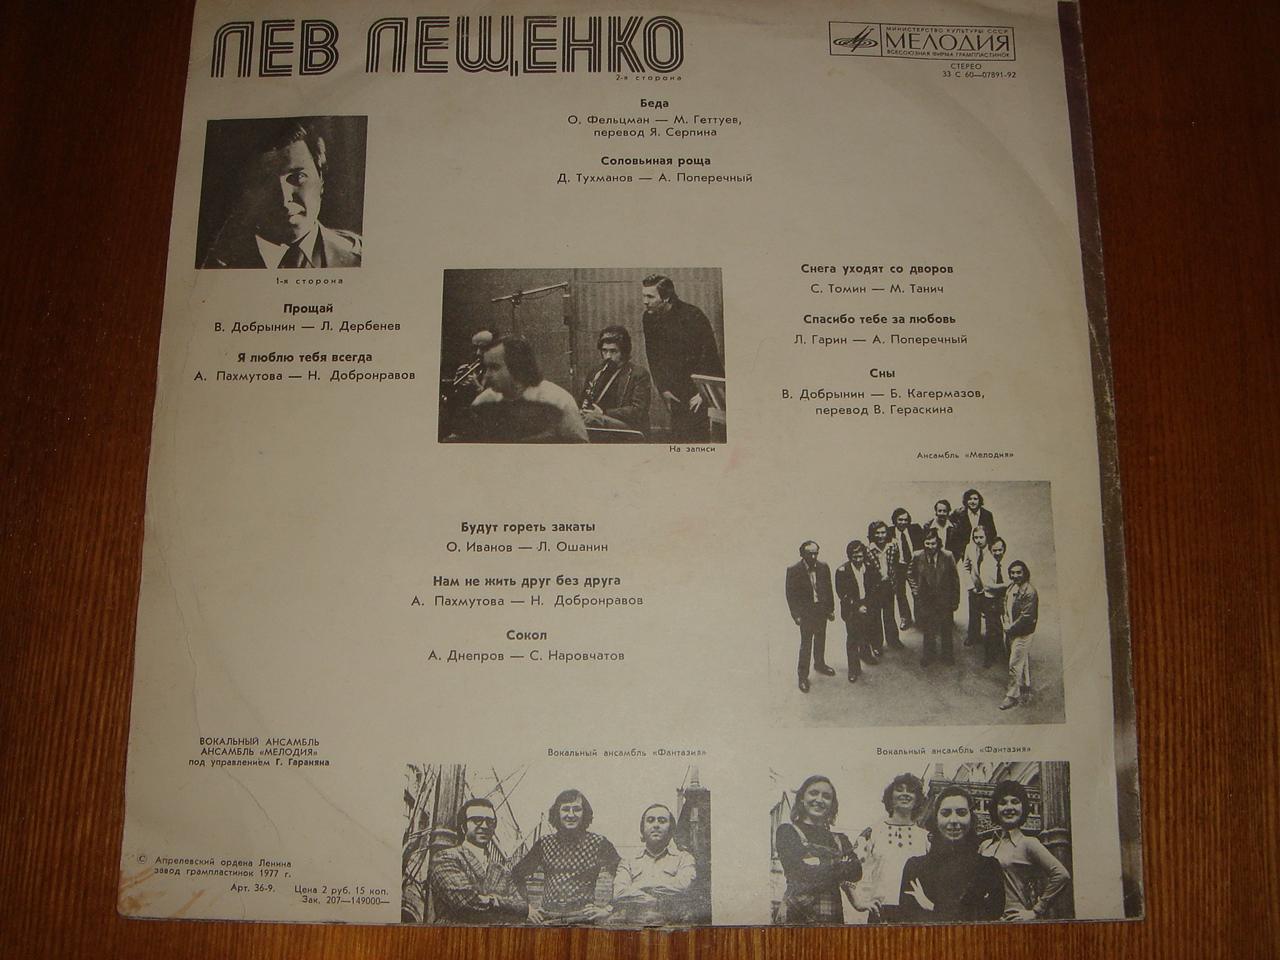 ЛЕВ ЛЕЩЕНКО
МИНИСТЕРСТВО КУЛЬТУРЫ СССР
МЕЛОДИЯ
ВСЕСОЮЗНАЯ ФИРМА ГРАМПЛАСТИНОК
СТЕРЕО
33 С 60—07891-92
2-я сторона
Беда
О. Фельцман — М. Геттуев,
перевод Я. Серпина
Соловьиная роща
Д. Тухманов — А. Поперечный
1-я сторона
Прощай
В. Добрынин — Л. Дербенев
Я люблю тебя всегда
А. Пахмутова — Н. Добронравов
На записи
Снега уходят со дворов
С. Томин — М. Танич
Спасибо тебе за любовь
Л. Гарин — А. Поперечный
Сны
В. Добрынин — Б. Кагермазов,
перевод В. Гераскина
Ансамбль «Мелодия»
Будут гореть закаты
О. Иванов — Л. Ошанин
Нам не жить друг без друга
А. Пахмутова — Н. Добронравов
Сокол
А. Днепров — С. Наровчатов
ВОКАЛЬНЫЙ АНСАМБЛЬ
АНСАМБЛЬ «МЕЛОДИЯ»
под управлением Г. Гараняна
Вокальный ансамбль «Фантазия»
Вокальный ансамбль «Фантазия»
© Апрелевский ордена Ленина
завод грампластинок 1977 г.
Арт. 36-9. Цена 2 руб. 15 коп.
Зак. 207—149000—